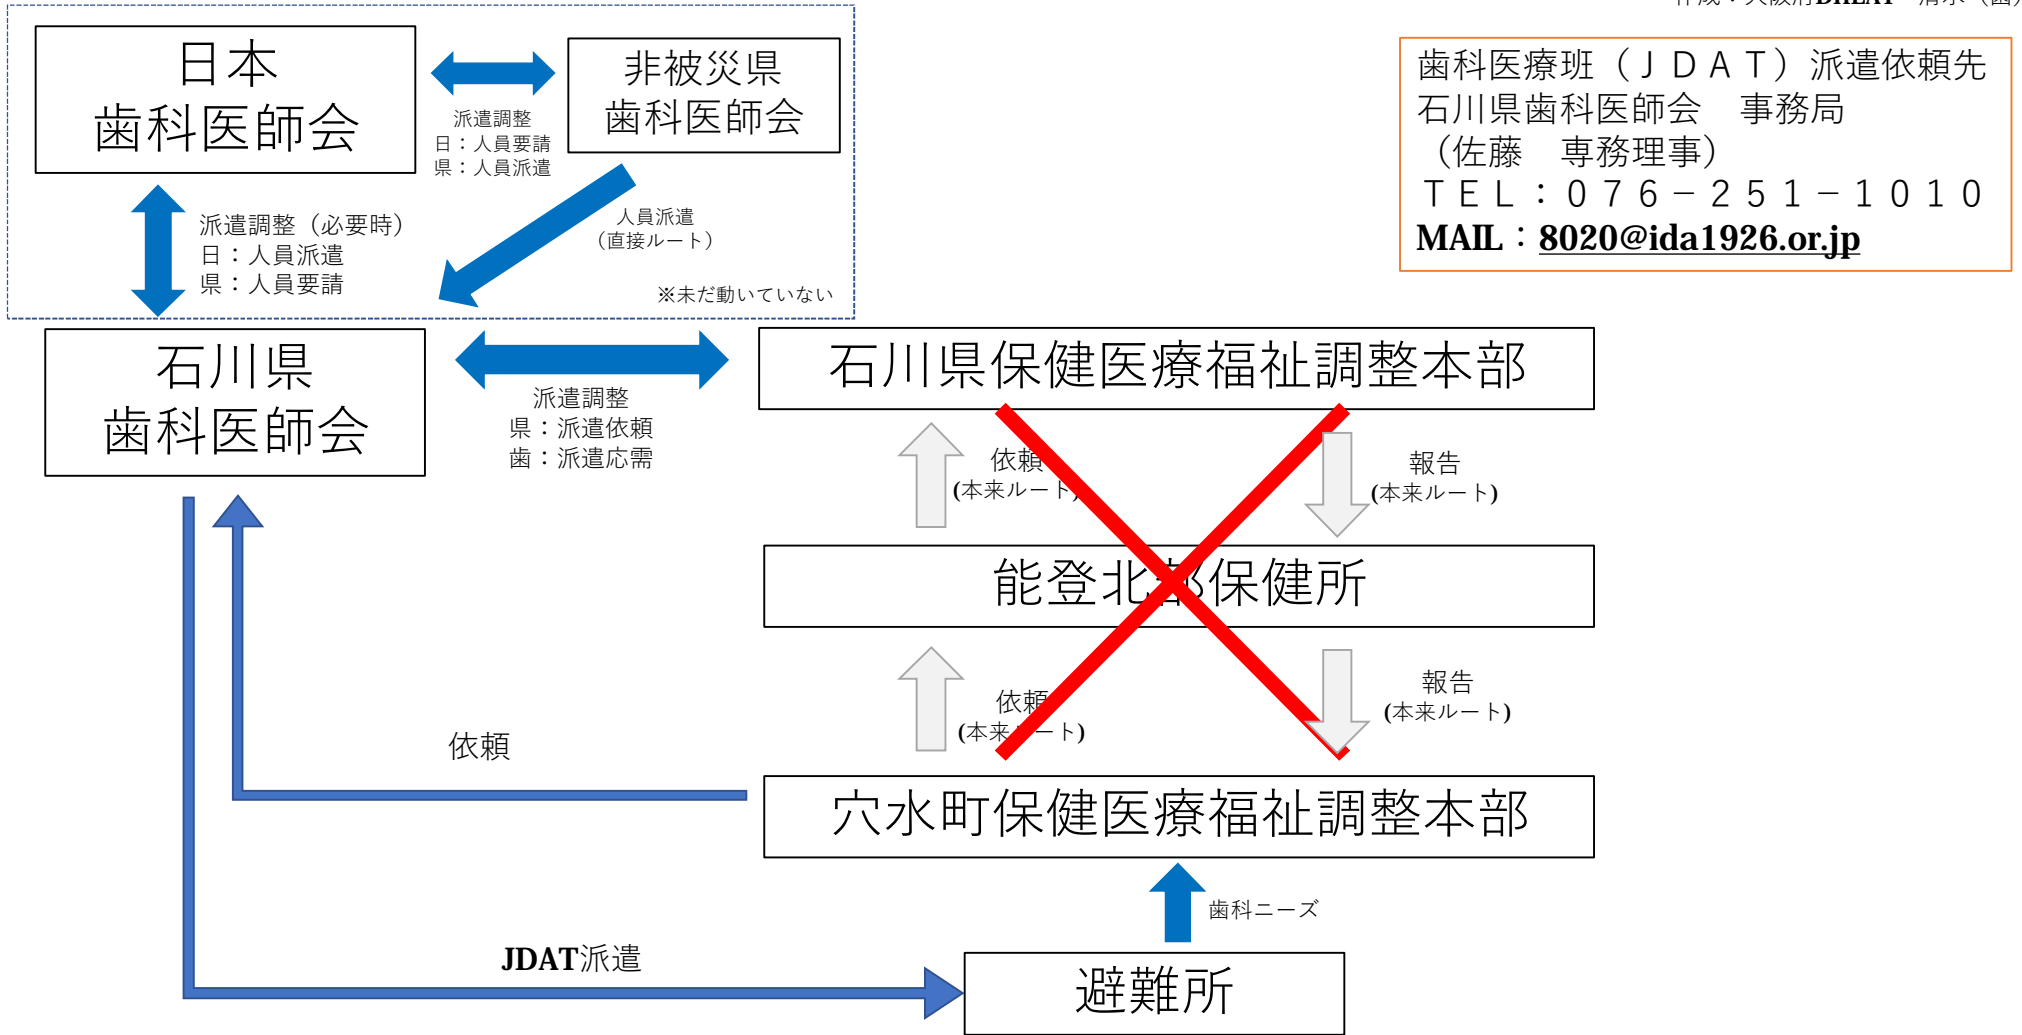 日本
歯科医師会
派遣調整
日：人員要請
県：人員派遣
非被災県
歯科医師会
派遣調整（必要時）
日：人員派遣
県：人員要請
人員派遣
（直接ルート）
※未だ動いていない
歯科医療班（ＪＤＡＴ）派遣依頼先
石川県歯科医師会　事務局
（佐藤　専務理事）
ＴＥＬ：０７６－２５１－１０１０
MAIL：8020@ida1926.or.jp
石川県
歯科医師会
派遣調整
県：派遣依頼
歯：派遣応需
石川県保健医療福祉調整本部
依頼
(本来ルート)
報告
(本来ルート)
能登北部保健所
依頼
(本来ルート)
報告
(本来ルート)
依頼
穴水町保健医療福祉調整本部
歯科ニーズ
JDAT派遣
避難所